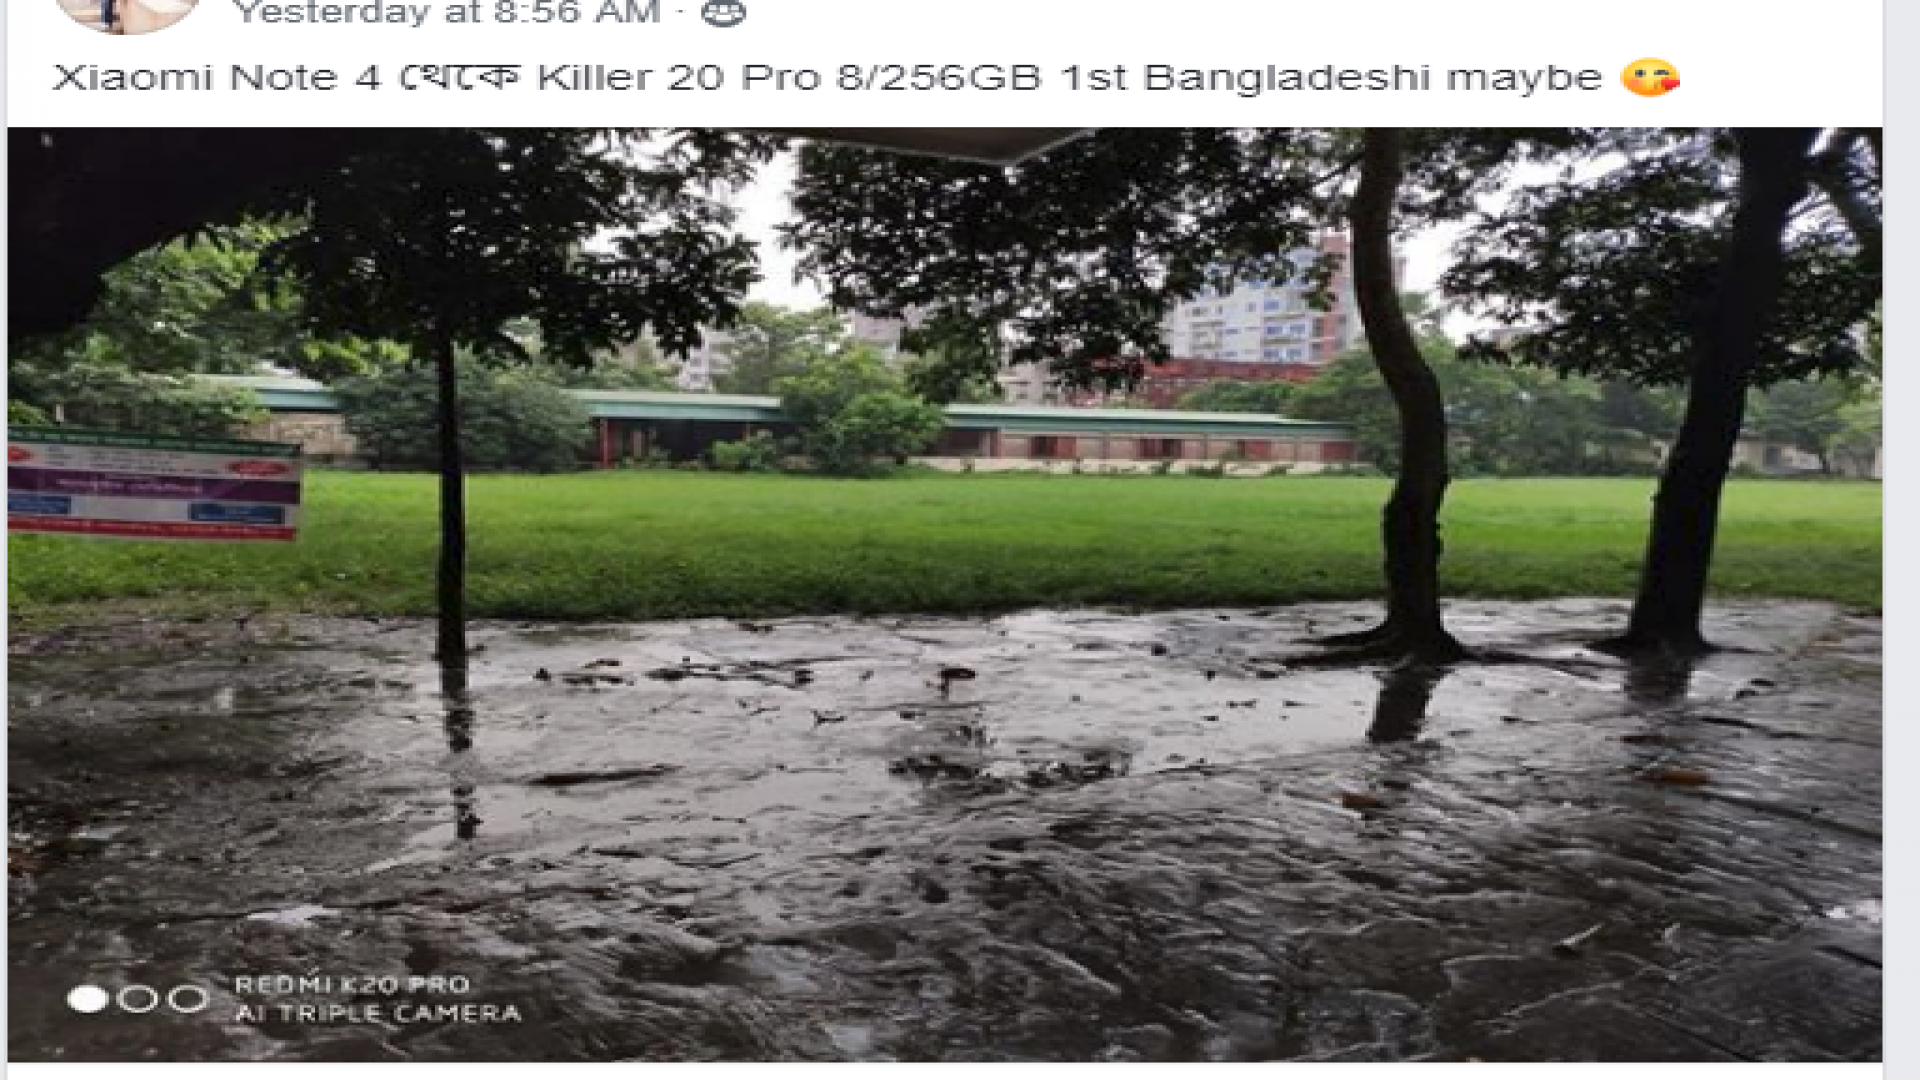 Yesterday at 8:56 AM ·
Xiaomi Note 4 থেকে Killer 20 Pro 8/256GB 1st Bangladeshi maybe 😘
REDMI K20 PRO
AI TRIPLE CAMERA